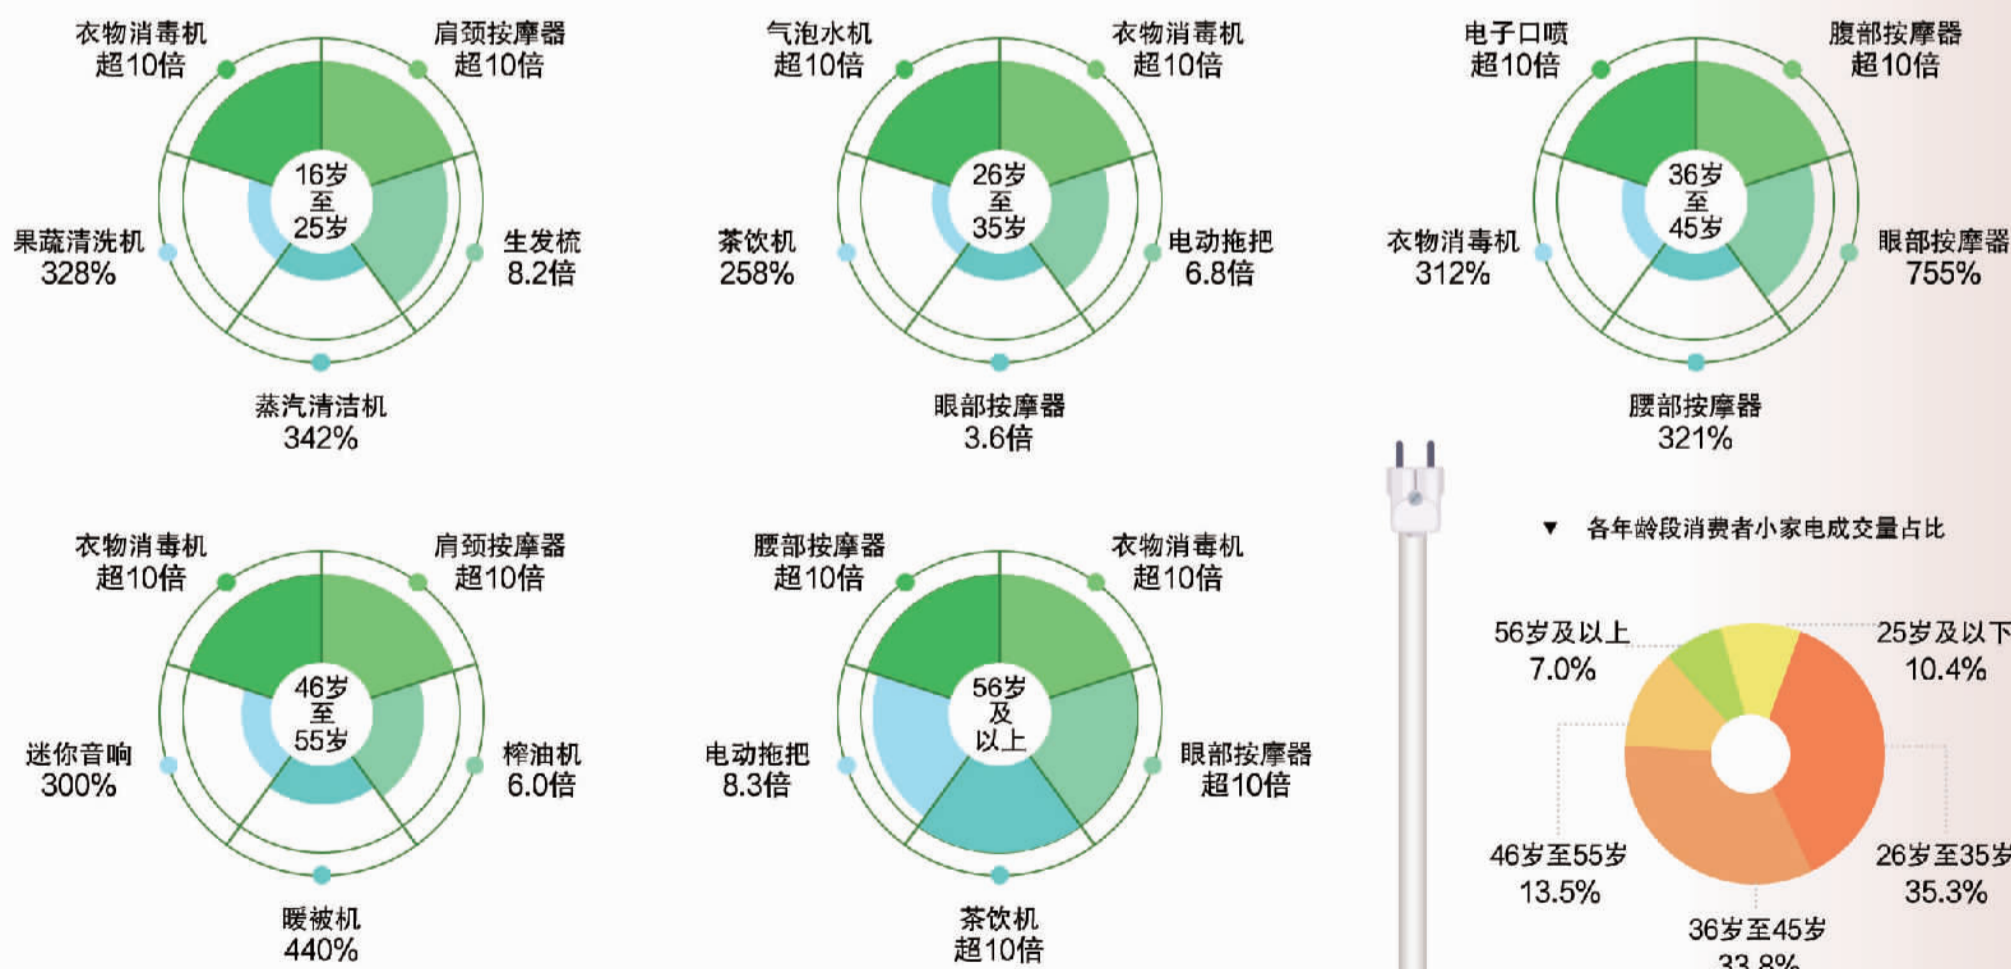 衣物消毒机
超10倍
肩颈按摩器
超10倍
16岁
至
25岁
果蔬清洗机
328%
生发梳
8.2倍
蒸汽清洁机
342%
气泡水机
超10倍
衣物消毒机
超10倍
26岁
至
35岁
茶饮机
258%
电动拖把
6.8倍
眼部按摩器
3.6倍
电子口喷
超10倍
腹部按摩器
超10倍
36岁
至
45岁
衣物消毒机
312%
眼部按摩器
755%
腰部按摩器
321%
衣物消毒机
超10倍
肩颈按摩器
超10倍
46岁
至
55岁
迷你音响
300%
榨油机
6.0倍
暖被机
440%
腰部按摩器
超10倍
衣物消毒机
超10倍
56岁
及
以上
电动拖把
8.3倍
眼部按摩器
超10倍
茶饮机
超10倍
▼ 各年龄段消费者小家电成交量占比
56岁及以上
7.0%
25岁及以下
10.4%
46岁至55岁
13.5%
26岁至35岁
35.3%
36岁至45岁
33.8%